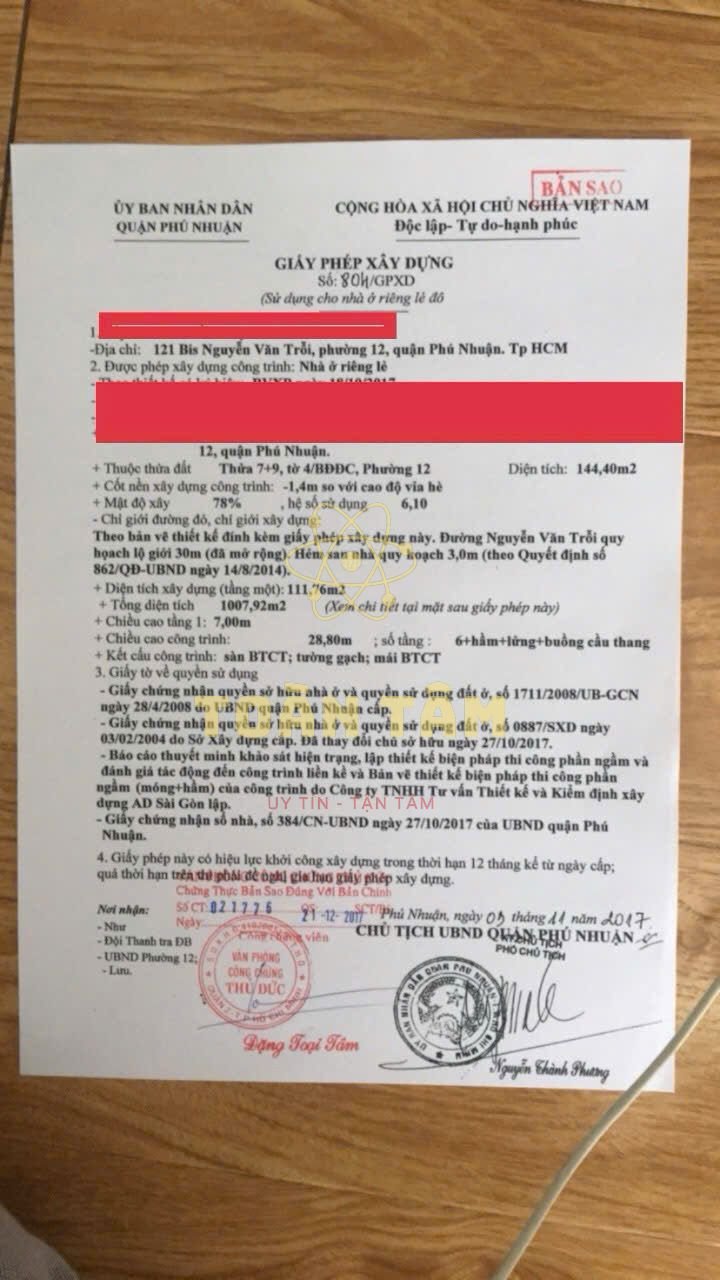 BẢN SAO
ỦY BAN NHÂN DÂN
QUẬN PHÚ NHUẬN
CỘNG HÒA XÃ HỘI CHỦ NGHĨA VIỆT NAM
Độc lập- Tự do-hạnh phúc
GIẤY PHÉP XÂY DỰNG
Số: 804/GPXD
(Sử dụng cho nhà ở riêng lẻ đô
1.
-Địa chỉ: 121 Bis Nguyễn Văn Trỗi, phường 12, quận Phú Nhuận. Tp HCM
2. Được phép xây dựng công trình: Nhà ở riêng lẻ
12, quận Phú Nhuận.
+ Thuộc thửa đất Thửa 7+9, tờ 4/BĐĐC, Phường 12 Diện tích: 144,40m2
+ Cốt nền xây dựng công trình: -1,4m so với cao độ vỉa hè
+ Mật độ xây 78% , hệ số sử dụng 6,10
- Chỉ giới đường đỏ, chỉ giới xây dựng:
Theo bản vẽ thiết kế đính kèm giấy phép xây dựng này. Đường Nguyễn Văn Trỗi quy
hoạch lộ giới 30m (đã mở rộng). Hẻm sau nhà quy hoạch 3,0m (theo Quyết định số
862/QĐ-UBND ngày 14/8/2014).
+ Diện tích xây dựng (tầng một): 111,76m2
+ Tổng diện tích 1007,92m2 (Xem chi tiết tại mặt sau giấy phép này)
+ Chiều cao tầng 1: 7,00m
+ Chiều cao công trình: 28,80m ; số tầng : 6+hầm+lửng+buồng cầu thang
+ Kết cấu công trình: sàn BTCT; tường gạch; mái BTCT
3. Giấy tờ về quyền sử dụng
- Giấy chứng nhận quyền sở hữu nhà ở và quyền sử dụng đất ở, số 1711/2008/UB-GCN
ngày 28/4/2008 do UBND quận Phú Nhuận cấp.
- Giấy chứng nhận quyền sở hữu nhà ở và quyền sử dụng đất ở, số 0887/SXD ngày
03/02/2004 do Sở Xây dựng cấp. Đã thay đổi chủ sở hữu ngày 27/10/2017.
- Báo cáo thuyết minh khảo sát hiện trạng, lập thiết kế biện pháp thi công phần ngầm và
đánh giá tác động đến công trình liền kề và Bản vẽ thiết kế biện pháp thi công phần
ngầm (móng+hầm) của công trình do Công ty TNHH Tư vấn Thiết kế và Kiểm định xây
dựng AD Sài Gòn lập.
UY TÍN - TẬN TÂM
- Giấy chứng nhận số nhà, số 384/CN-UBND ngày 27/10/2017 của UBND quận Phú
Nhuận.
4. Giấy phép này có hiệu lực khởi công xây dựng trong thời hạn 12 tháng kể từ ngày cấp;
quá thời hạn trên thì phải đề nghị gia hạn giấy phép xây dựng.
Chứng Thực Bản Sao Đúng Với Bản Chính
Số CT: 021776
Ngày 21-12-2017
Công chứng viên
Nơi nhận:
- Như
- Đội Thanh tra ĐB
- UBND Phường 12;
- Lưu.
Phú Nhuận, ngày 03 tháng 11 năm 2017
CHỦ TỊCH UBND QUẬN PHÚ NHUẬN
KT.CHỦ TỊCH
PHÓ CHỦ TỊCH
VĂN PHÒNG
CÔNG CHỨNG
THỦ ĐỨC
Đặng Toại Tâm
Nguyễn Thành Phương